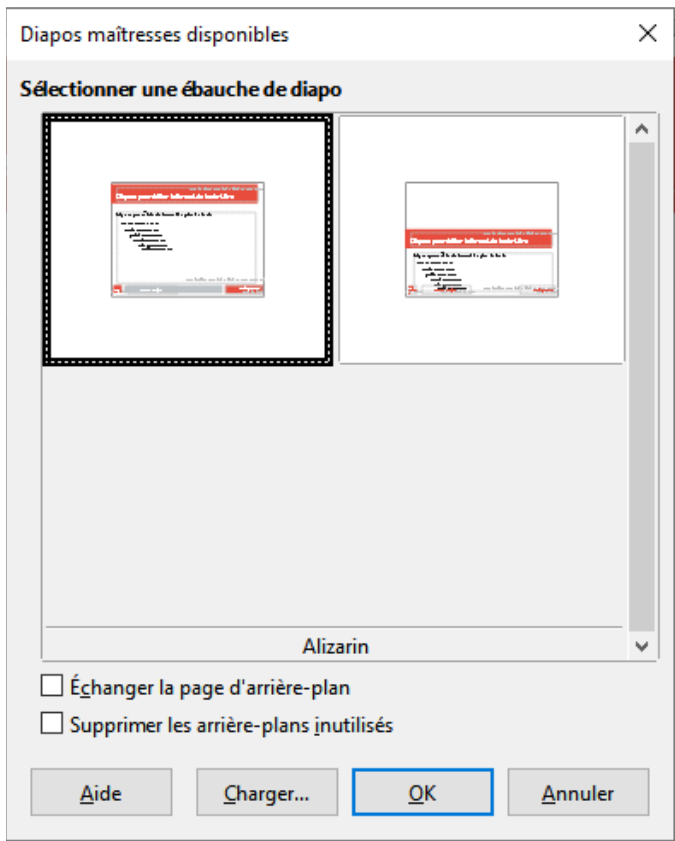 Diapos maîtresses disponibles
Sélectionner une ébauche de diapo
Alizarin
Échanger la page d'arrière-plan
Supprimer les arrière-plans inutilisés
Aide
Charger...
OK
Annuler